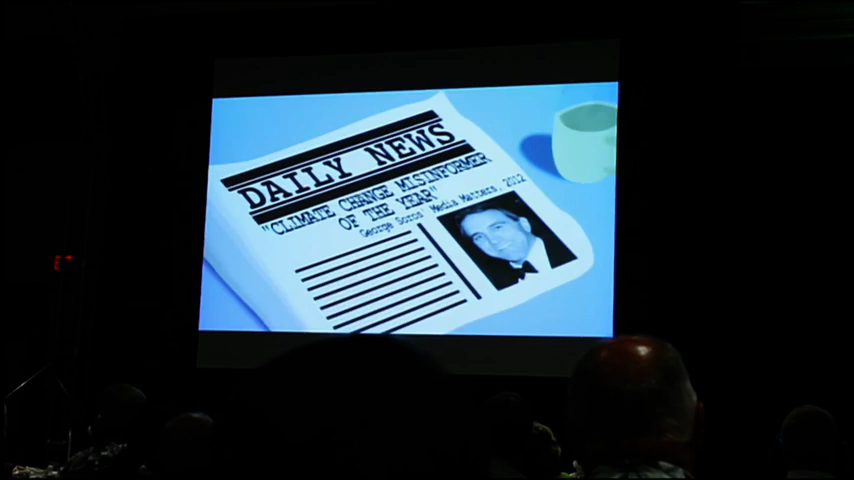 DAILY NEWS
"CLIMATE CHANGE MISINFORMER
OF THE YEAR"
George Soros' Media Matters, 2012